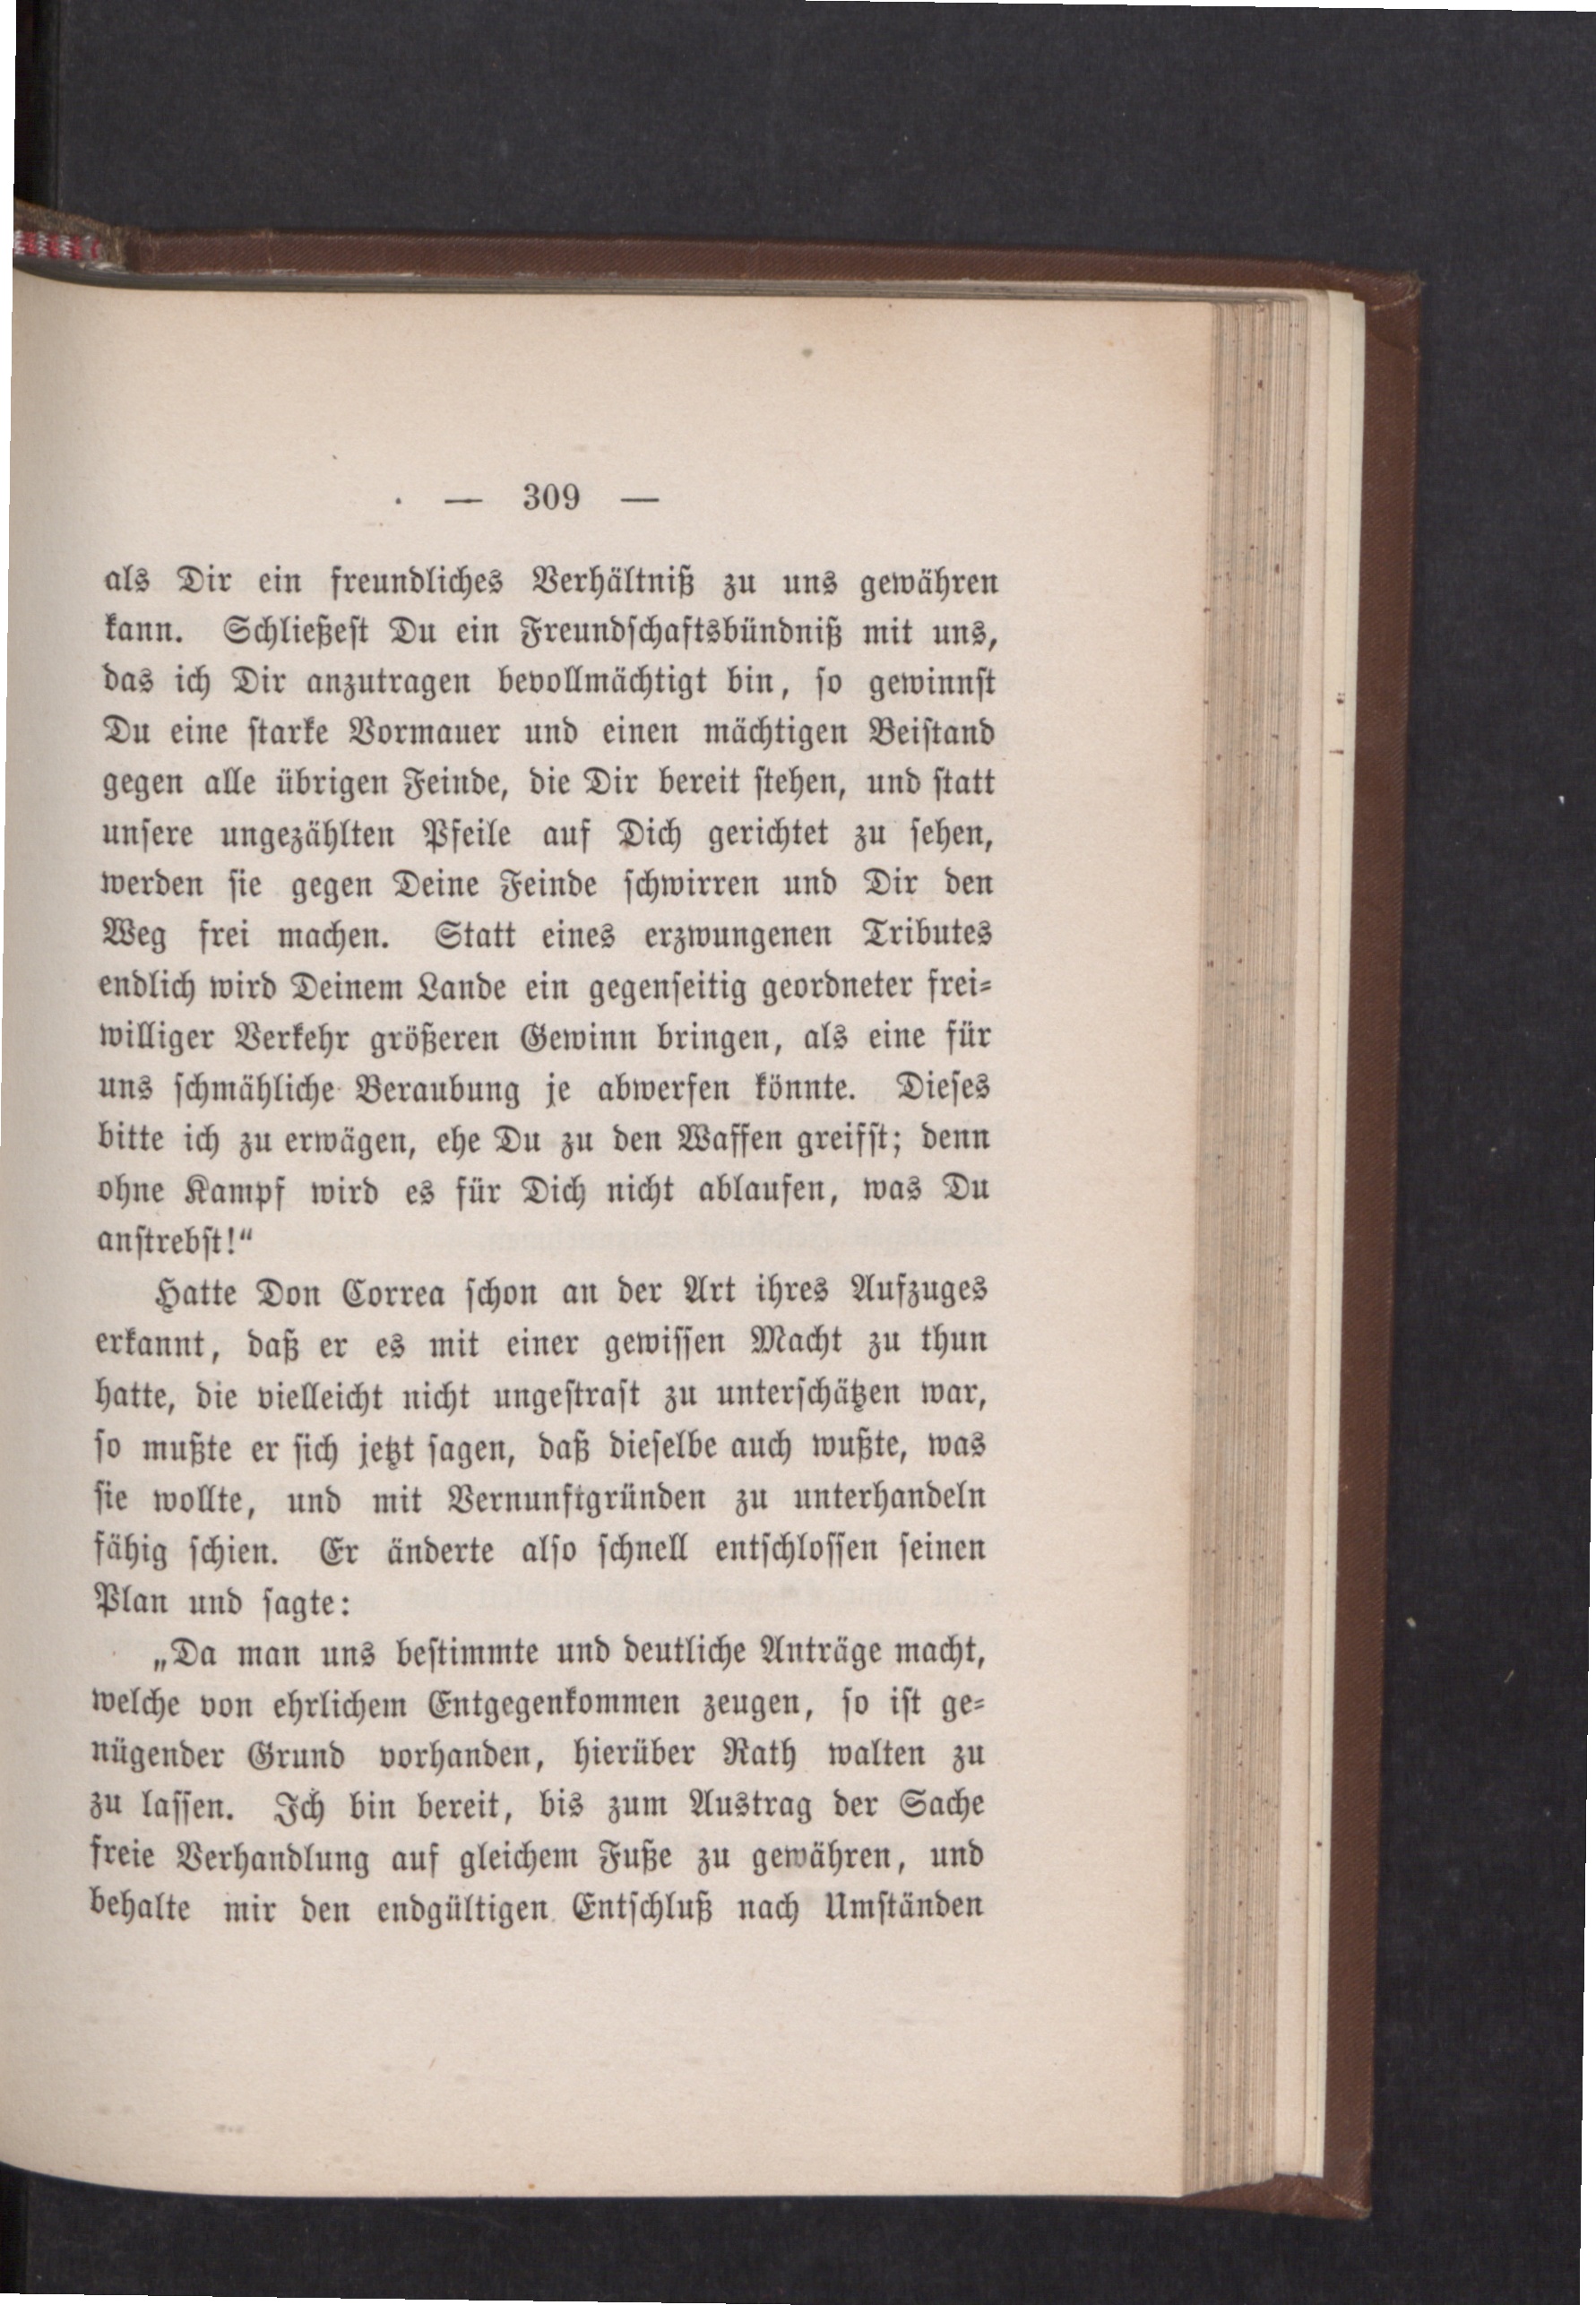 — 309 —
als Dir ein freundliches Verhältniß zu uns gewähren
kann. Schließest Du ein Freundschaftsbündniß mit uns,
das ich Dir anzutragen bevollmächtigt bin, so gewinnst
Du eine starke Vormauer und einen mächtigen Beistand
gegen alle übrigen Feinde, die Dir bereit stehen, und statt
unsere ungezählten Pfeile auf Dich gerichtet zu sehen,
werden sie gegen Deine Feinde schwirren und Dir den
Weg frei machen. Statt eines erzwungenen Tributes
endlich wird Deinem Lande ein gegenseitig geordneter frei-
williger Verkehr größeren Gewinn bringen, als eine für
uns schmähliche Beraubung je abwerfen könnte. Dieses
bitte ich zu erwägen, ehe Du zu den Waffen greifst; denn
ohne Kampf wird es für Dich nicht ablaufen, was Du
anstrebst!“
Hatte Don Correa schon an der Art ihres Aufzuges
erkannt, daß er es mit einer gewissen Macht zu thun
hatte, die vielleicht nicht ungestraft zu unterschätzen war,
so mußte er sich jetzt sagen, daß dieselbe auch wußte, was
sie wollte, und mit Vernunftgründen zu unterhandeln
fähig schien. Er änderte also schnell entschlossen seinen
Plan und sagte:
„Da man uns bestimmte und deutliche Anträge macht,
welche von ehrlichem Entgegenkommen zeugen, so ist ge-
nügender Grund vorhanden, hierüber Rath walten zu
zu lassen. Ich bin bereit, bis zum Austrag der Sache
freie Verhandlung auf gleichem Fuße zu gewähren, und
behalte mir den endgültigen Entschluß nach Umständen